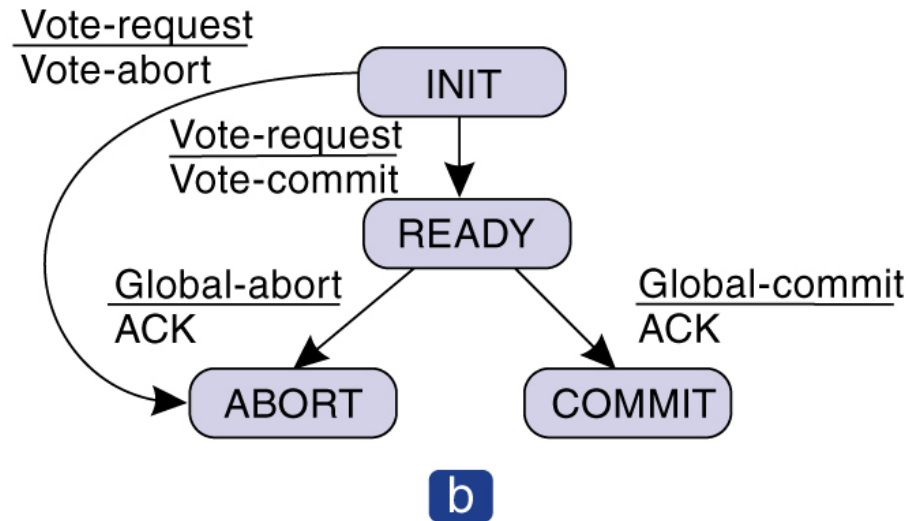 Vote-request
Vote-abort
INIT
Vote-request
Vote-commit
READY
Global-abort
ACK
Global-commit
ACK
ABORT
COMMIT
b